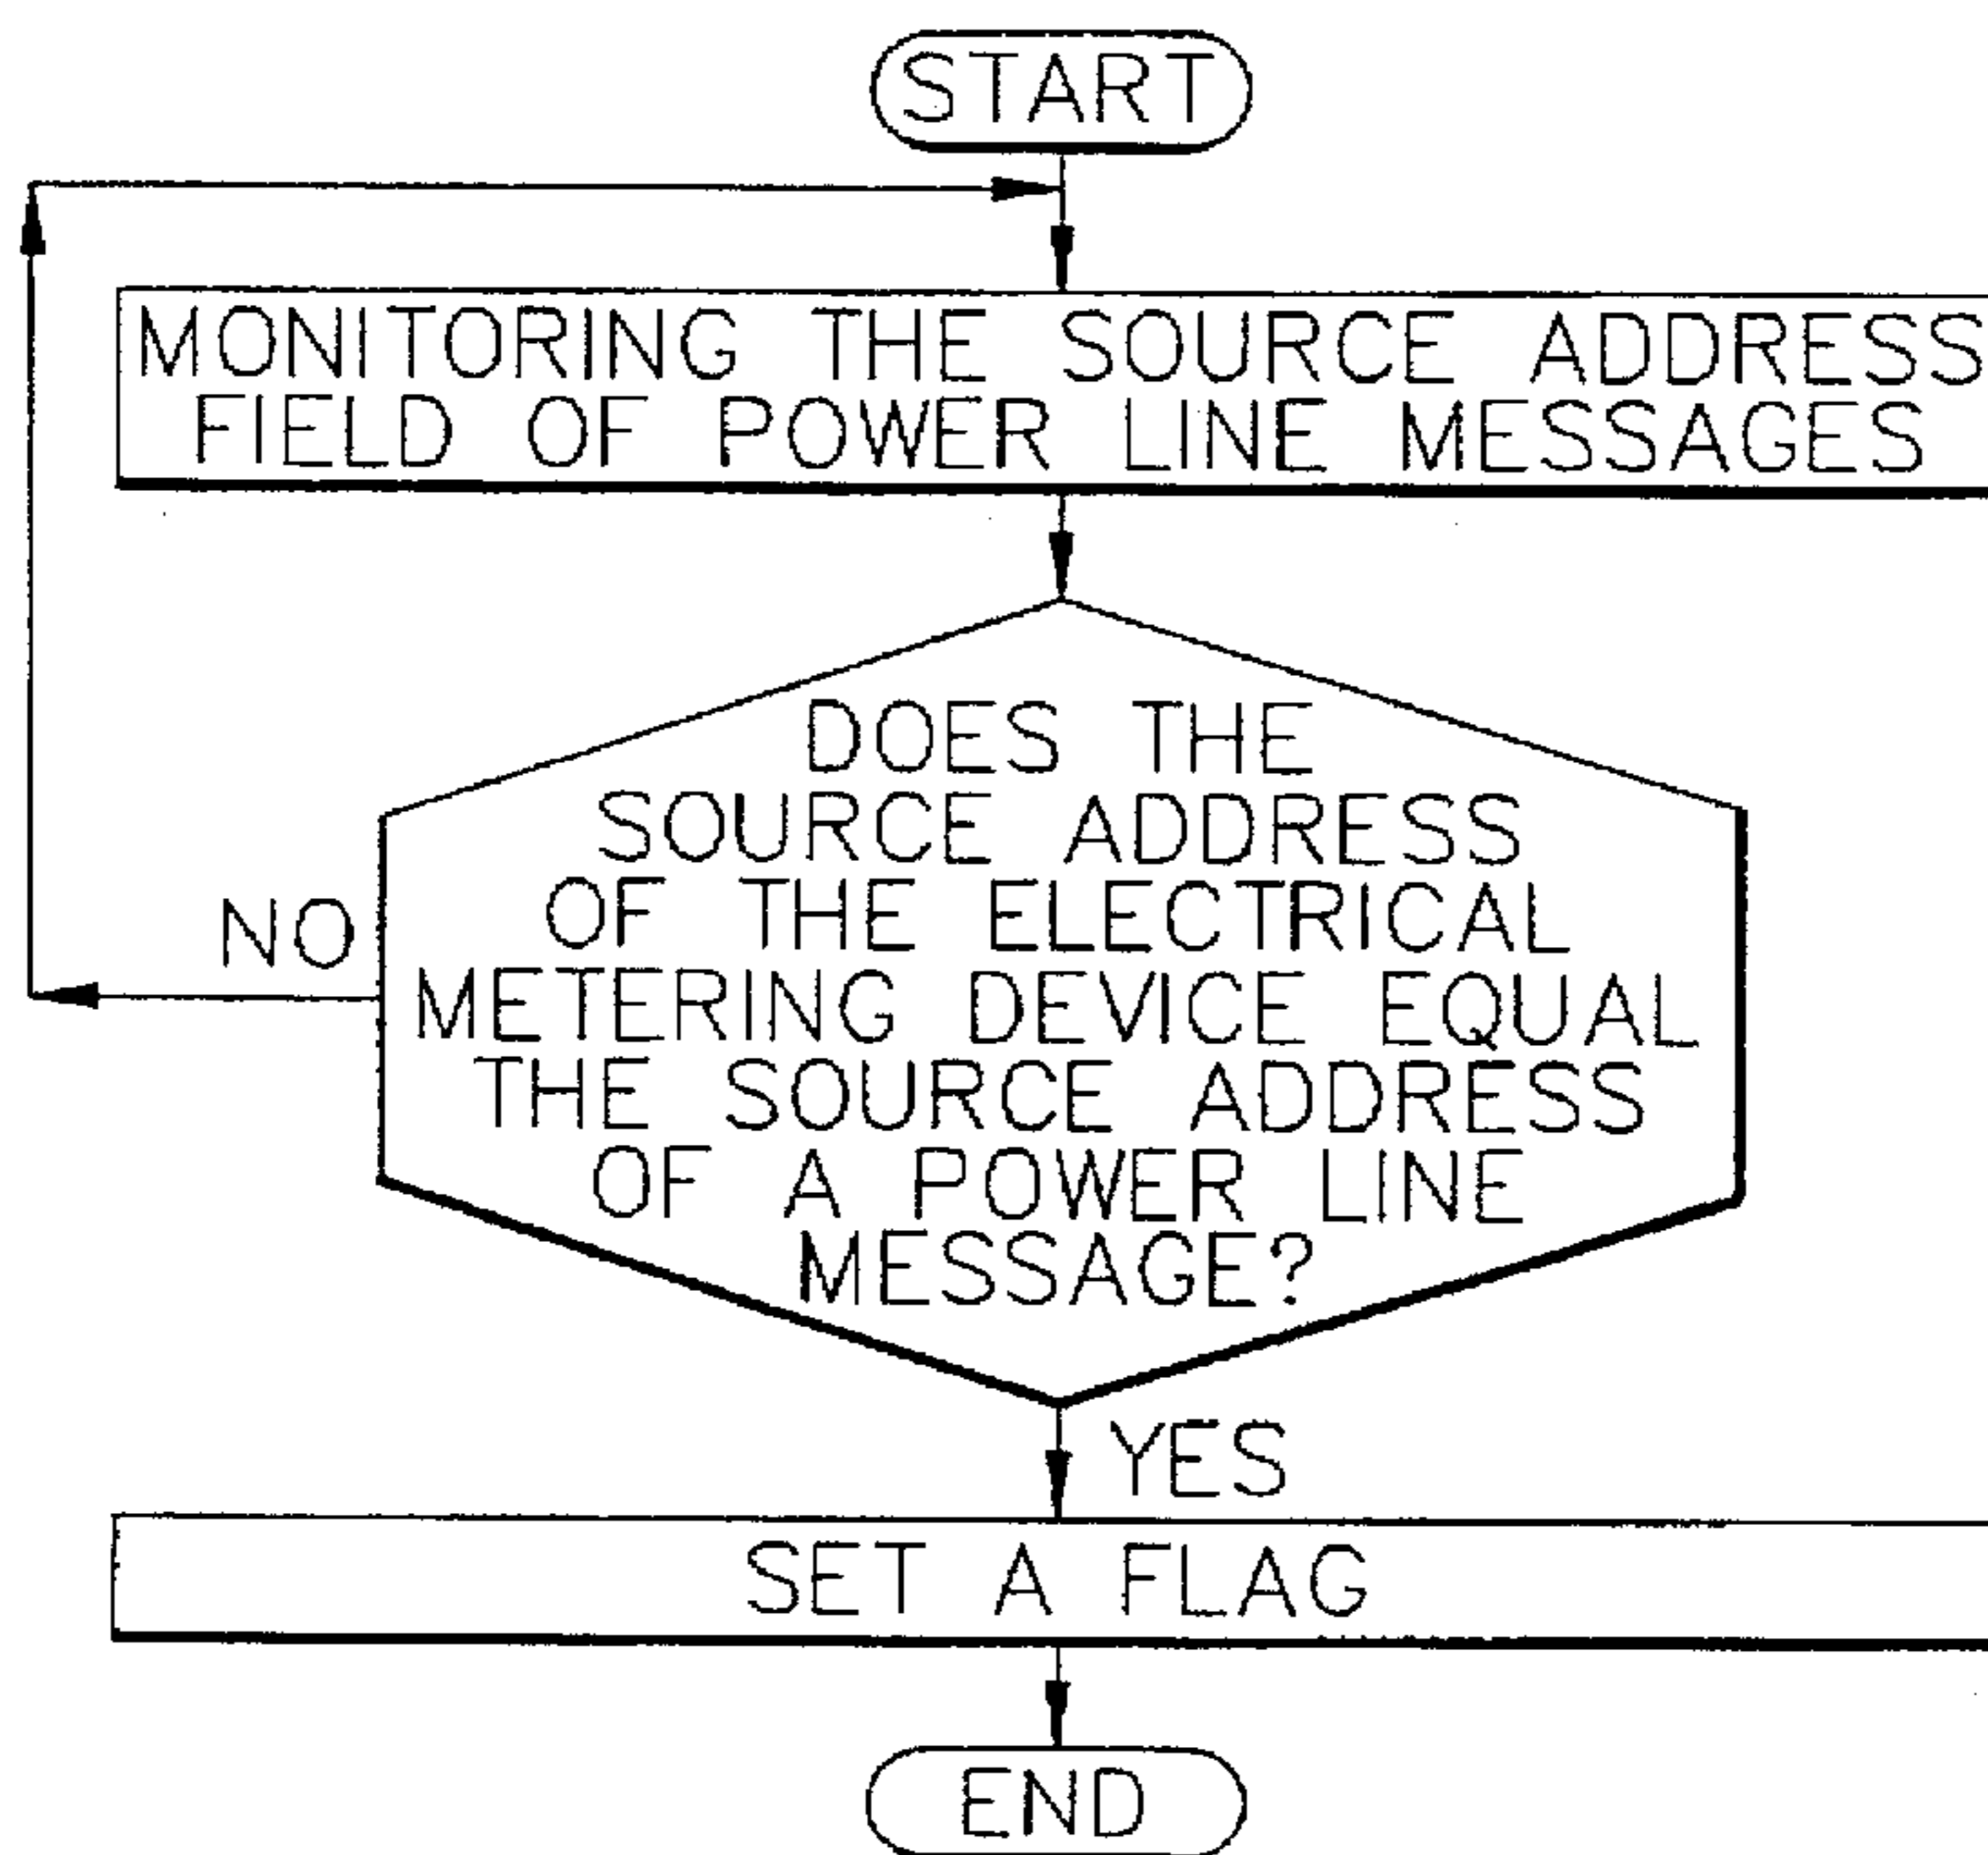 START
MONITORING THE SOURCE ADDRESS
FIELD OF POWER LINE MESSAGES
DOES THE
SOURCE ADDRESS
OF THE ELECTRICAL
METERING DEVICE EQUAL
THE SOURCE ADDRESS
OF A POWER LINE
MESSAGE?
NO
YES
SET A FLAG
END